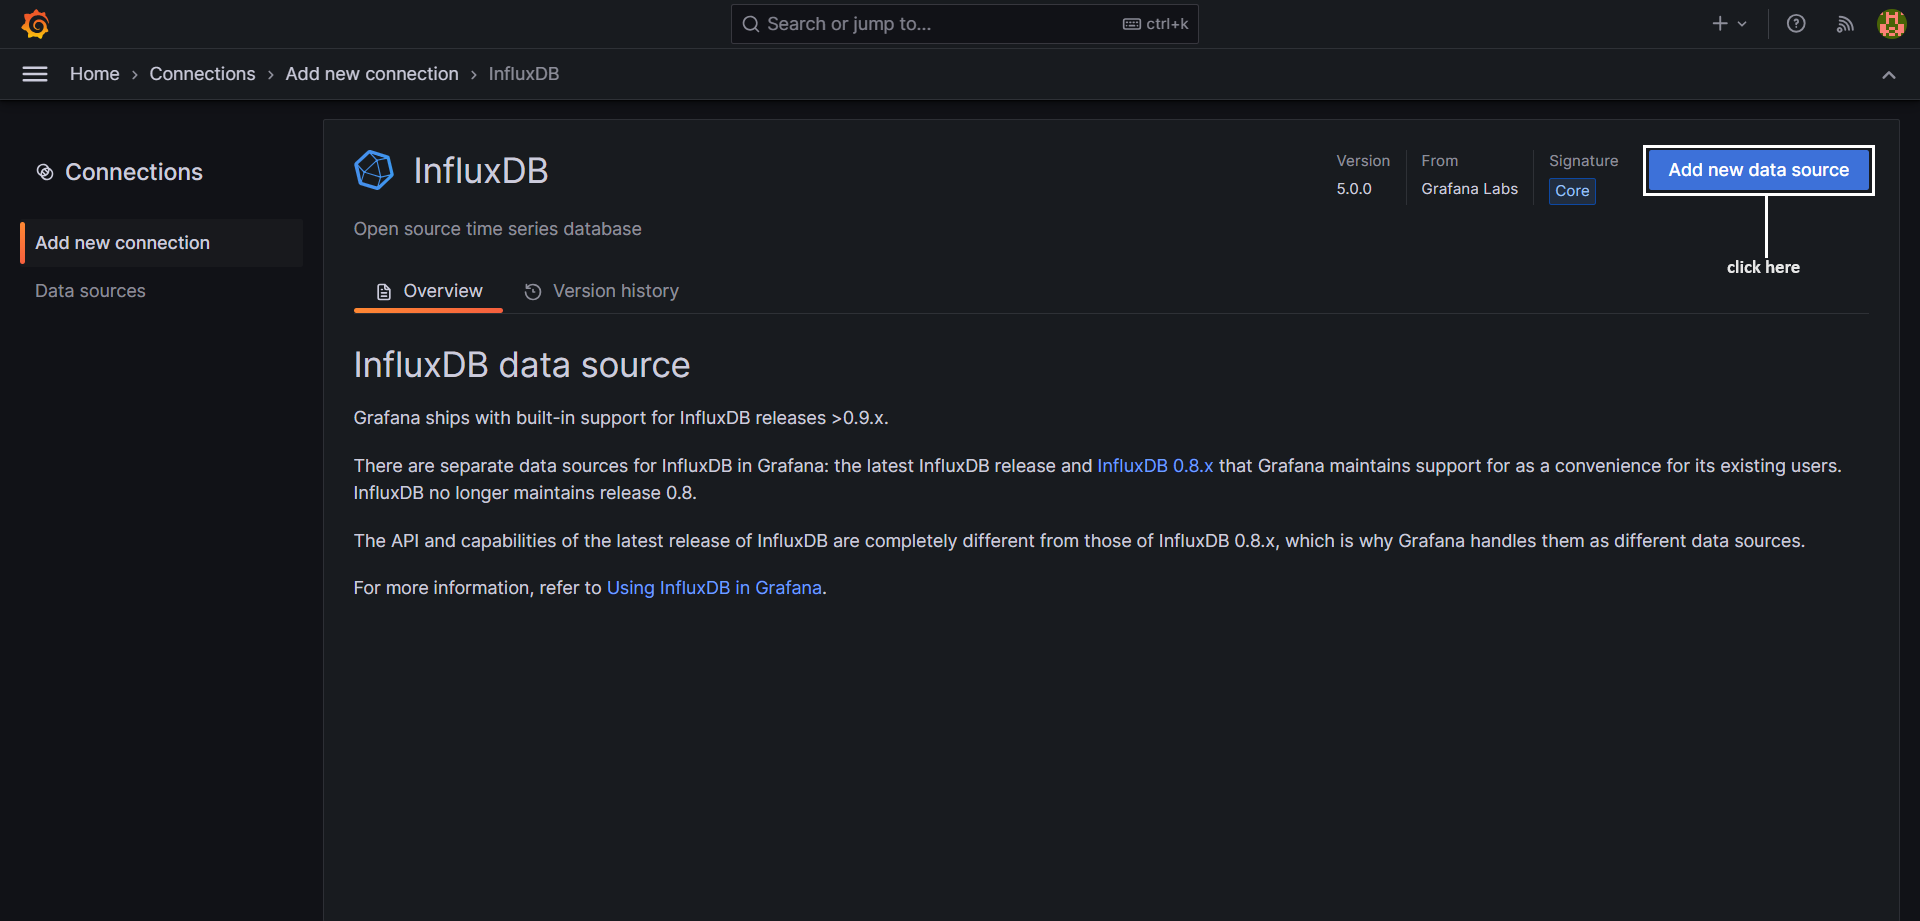 Search or jump to...
ctrl+k
Home › Connections › Add new connection › InfluxDB
Connections
Add new connection
Data sources
InfluxDB
Open source time series database
Version
5.0.0
From
Grafana Labs
Signature
Core
Add new data source
click here
Overview
Version history
InfluxDB data source
Grafana ships with built-in support for InfluxDB releases >0.9.x.
There are separate data sources for InfluxDB in Grafana: the latest InfluxDB release and InfluxDB 0.8.x that Grafana maintains support for as a convenience for its existing users.
InfluxDB no longer maintains release 0.8.
The API and capabilities of the latest release of InfluxDB are completely different from those of InfluxDB 0.8.x, which is why Grafana handles them as different data sources.
For more information, refer to Using InfluxDB in Grafana.